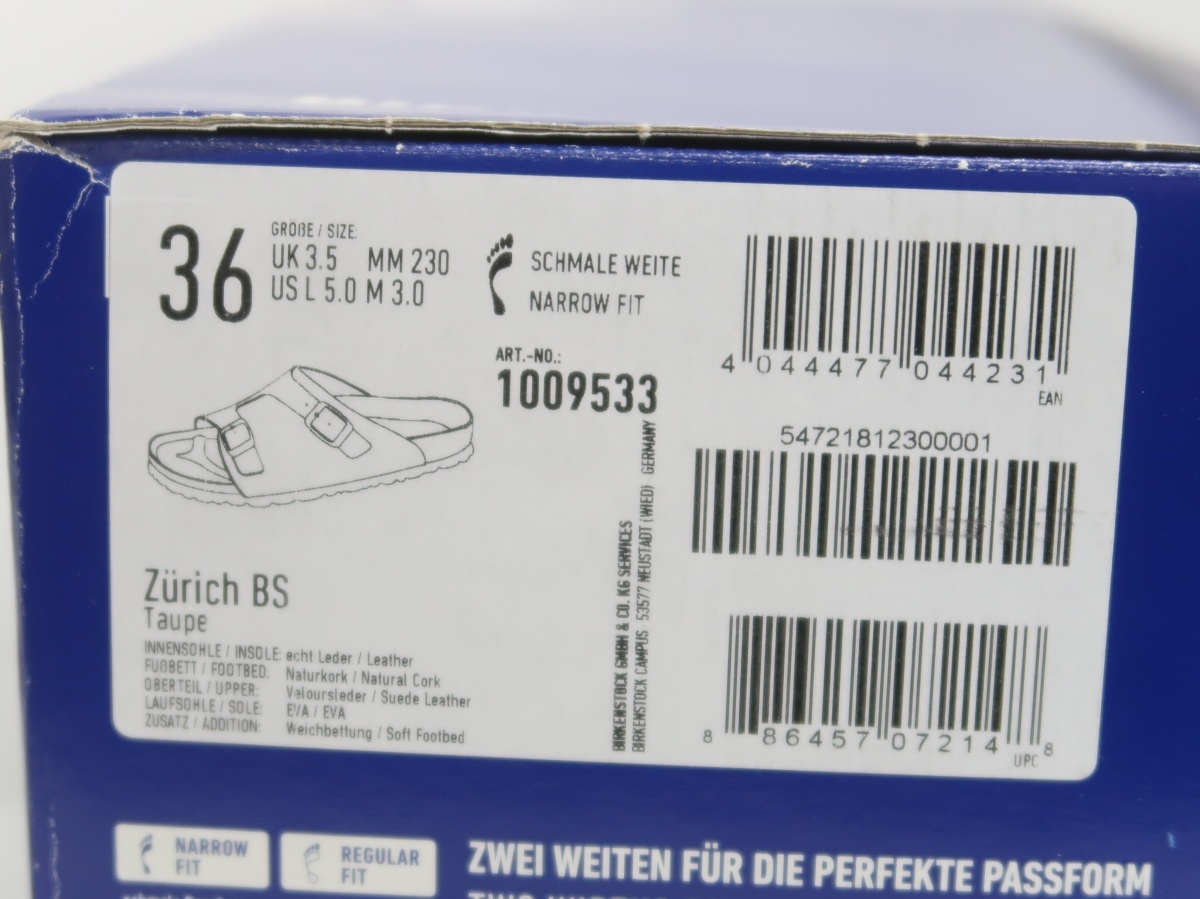 36
GRÖßE / SIZE:
UK 3.5 MM 230
US L 5.0 M 3.0
SCHMALE WEITE
NARROW FIT
ART.-NO.:
1009533
4 044477 044231
EAN
54721812300001
8 86457 07214 8
UPC
Zürich BS
Taupe
INNENSOHLE / INSOLE: echt Leder / Leather
FUßBETT / FOOTBED: Naturkork / Natural Cork
OBERTEIL / UPPER: Veloursleder / Suede Leather
LAUFSOHLE / SOLE: EVA / EVA
ZUSATZ / ADDITION: Weichbettung / Soft Footbed
BIRKENSTOCK GMBH & CO. KG SERVICES
BIRKENSTOCK CAMPUS · 53577 NEUSTADT (WIED) · GERMANY
NARROW
FIT
REGULAR
FIT
ZWEI WEITEN FÜR DIE PERFEKTE PASSFORM